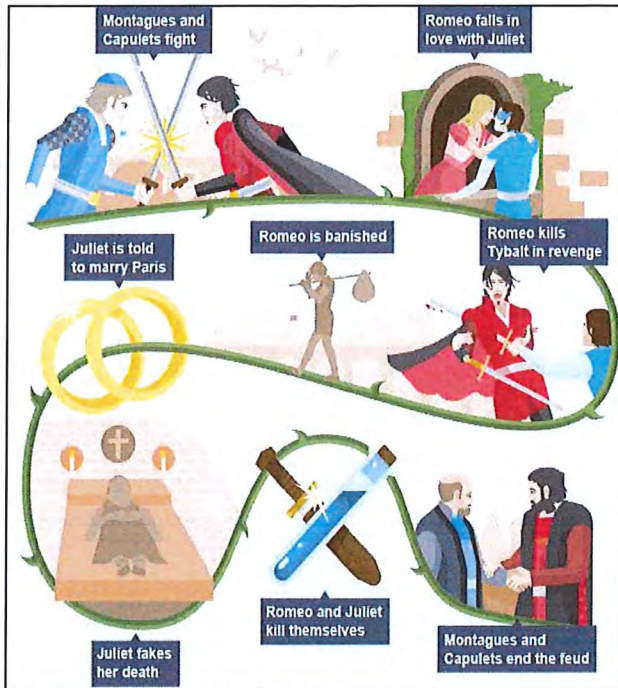 Montagues and
Capulets fight
Romeo falls in
love with Juliet
Romeo kills
Tybalt in revenge
Romeo is banished
Juliet is told
to marry Paris
Juliet fakes
her death
Romeo and Juliet
kill themselves
Montagues and
Capulets end the feud